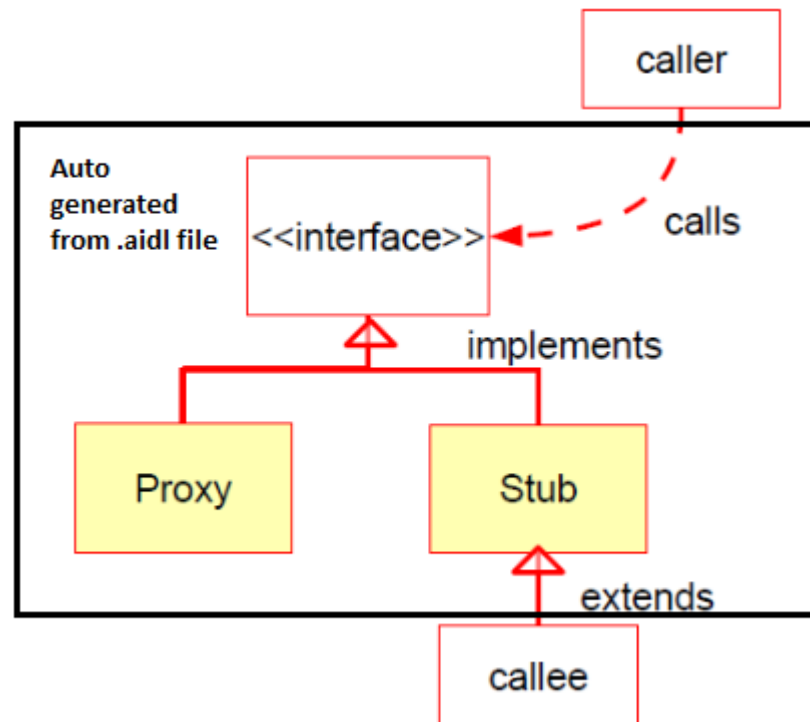 caller
Auto
generated
from .aidl file
<<interface>>
calls
implements
Proxy
Stub
extends
callee